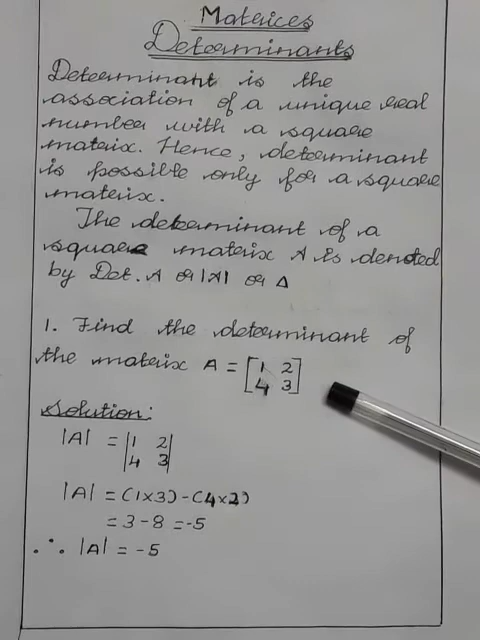 Matrices
Determinants
Determinant is the
association of a unique real
number with a square
matrix. Hence, determinant
is possible only for a square
matrix.
The determinant of a
square matrix A is denoted
by Det. A or |A| or Δ
1. Find the determinant of
the matrix A = [1 2
4 3]
Solution:
|A| = |1 2|
|4 3|
|A| = (1×3) - (4×2)
= 3 - 8 = -5
∴ |A| = -5